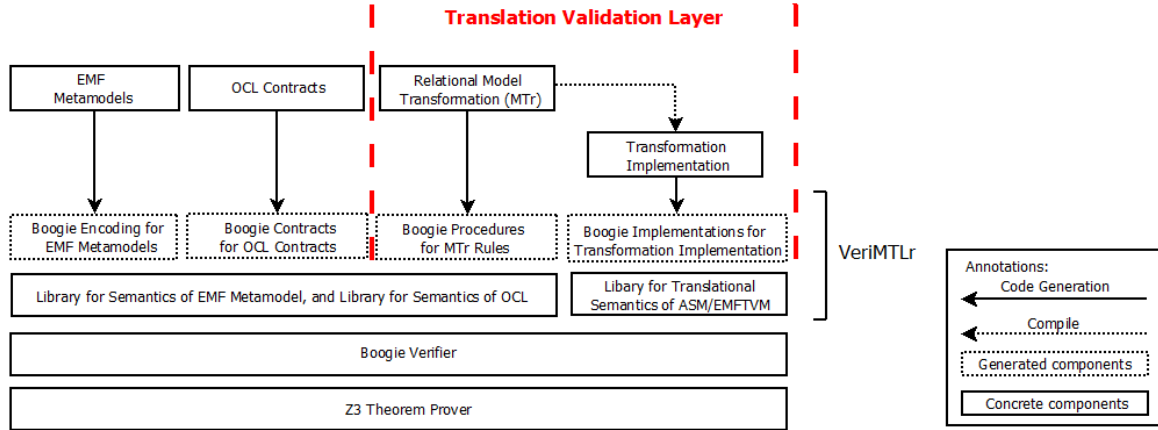 Translation Validation Layer
EMF
Metamodels
OCL Contracts
Relational Model
Transformation (MTr)
Transformation
Implementation
Boogie Encoding for
EMF Metamodels
Boogie Contracts
for OCL Contracts
Boogie Procedures
for MTr Rules
Boogie Implementations for
Transformation Implementation
VeriMTLr
Library for Semantics of EMF Metamodel, and Library for Semantics of OCL
Libary for Translational
Semantics of ASM/EMFTVM
Boogie Verifier
Z3 Theorem Prover
Annotations:
Code Generation
Compile
Generated components
Concrete components